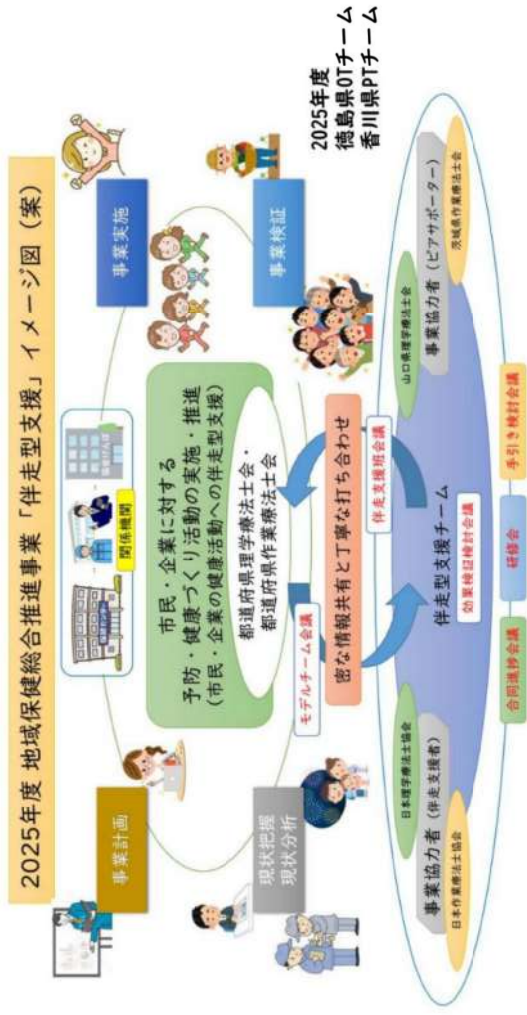 2025年度 地域保健総合推進事業「伴走型支援」イメージ図（案）
事業計画
関係機関
事業実施
市民・企業に対する
予防・健康づくり活動の実施・推進
（市民・企業の健康活動への伴走型支援）
都道府県理学療法士会・
都道府県作業療法士会
現状把握
現状分析
事業検証
モデルチーム会議
密な情報共有と丁寧な打ち合わせ
伴走支援班会議
2025年度
徳島県OTチーム
香川県PTチーム
日本理学療法士協会
事業協力者（伴走支援者）
日本作業療法士協会
伴走型支援チーム
効果検証検討会議
山口県理学療法士会
事業協力者（ピアサポーター）
茨城県作業療法士会
合同進捗会議
研修会
手引き検討会議